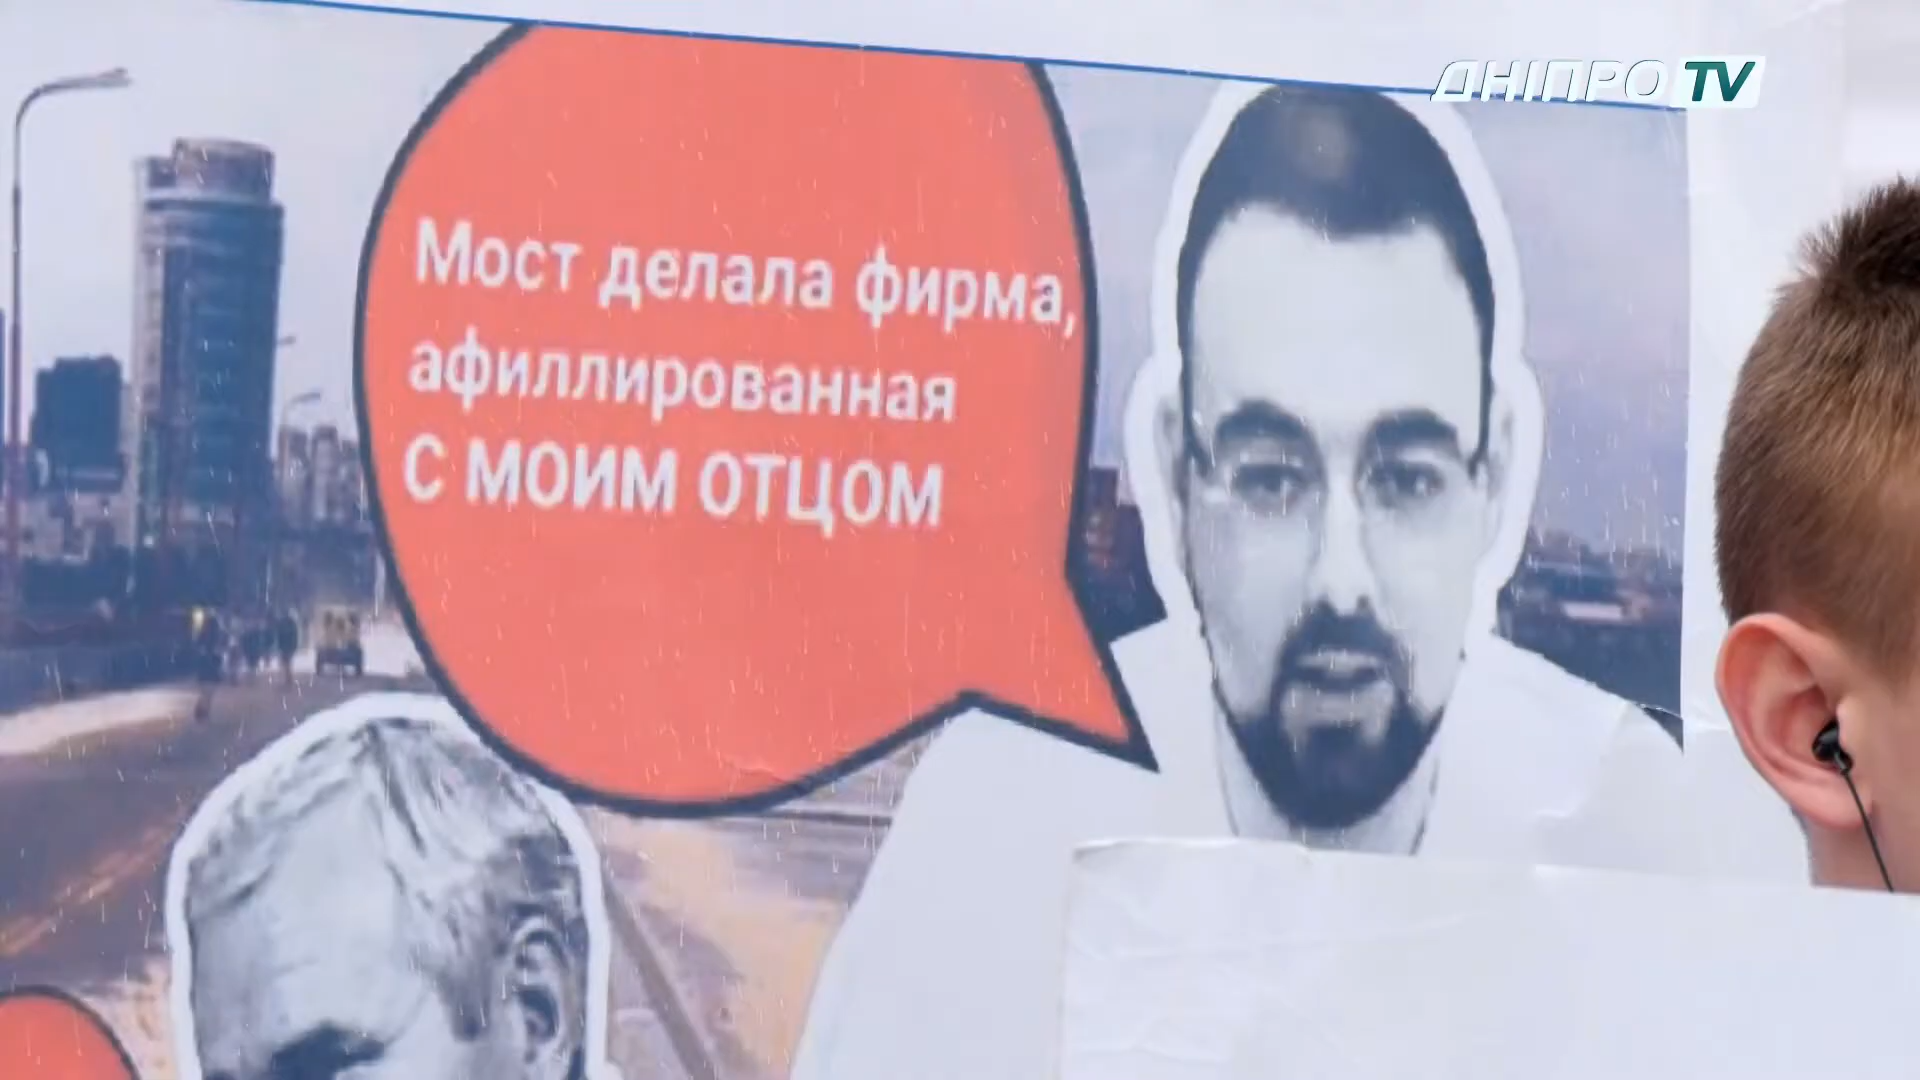 ДНІПРО TV
Мост делала фирма,
афиллированная
С МОИМ ОТЦОМ